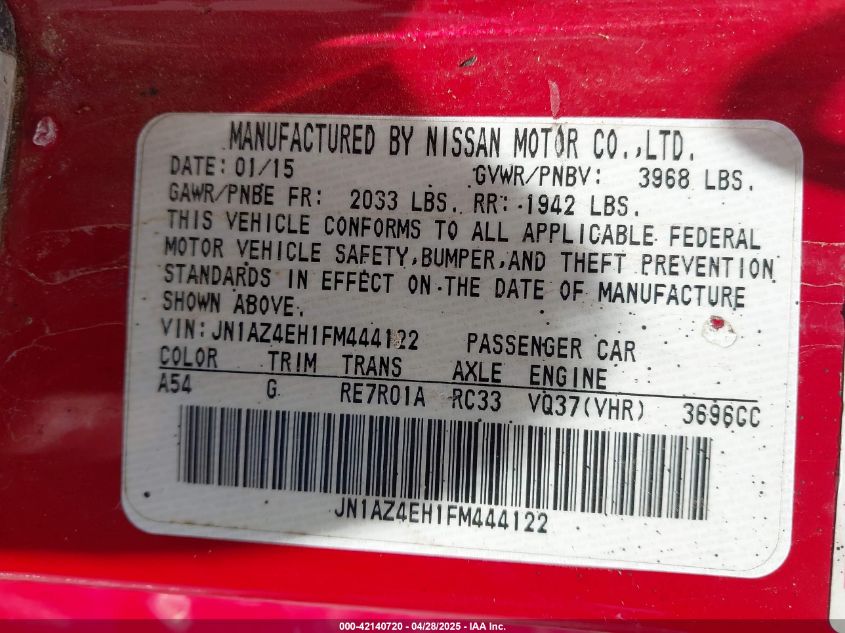 MANUFACTURED BY NISSAN MOTOR CO.,LTD.
DATE: 01/15 GVWR/PNBV: 3968 LBS.
GAWR/PNBE FR: 2033 LBS. RR: 1942 LBS.
THIS VEHICLE CONFORMS TO ALL APPLICABLE FEDERAL
MOTOR VEHICLE SAFETY,BUMPER,AND THEFT PREVENTION
STANDARDS IN EFFECT ON THE DATE OF MANUFACTURE
SHOWN ABOVE.
VIN: JN1AZ4EH1FM444122 PASSENGER CAR
COLOR TRIM TRANS AXLE ENGINE
A54 G RE7R01A RC33 VQ37(VHR) 3696CC
JN1AZ4EH1FM444122
000-42140720 | 04/28/2025 - IAA Inc.